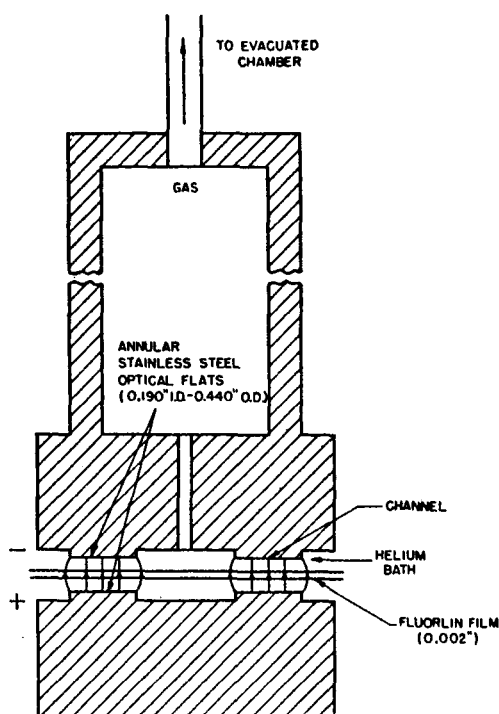 TO EVACUATED
CHAMBER
GAS
ANNULAR
STAINLESS STEEL
OPTICAL FLATS
(0.190" I.D.-0.440" O.D.)
CHANNEL
−
HELIUM
BATH
+
FLUORLIN FILM
(0.002")